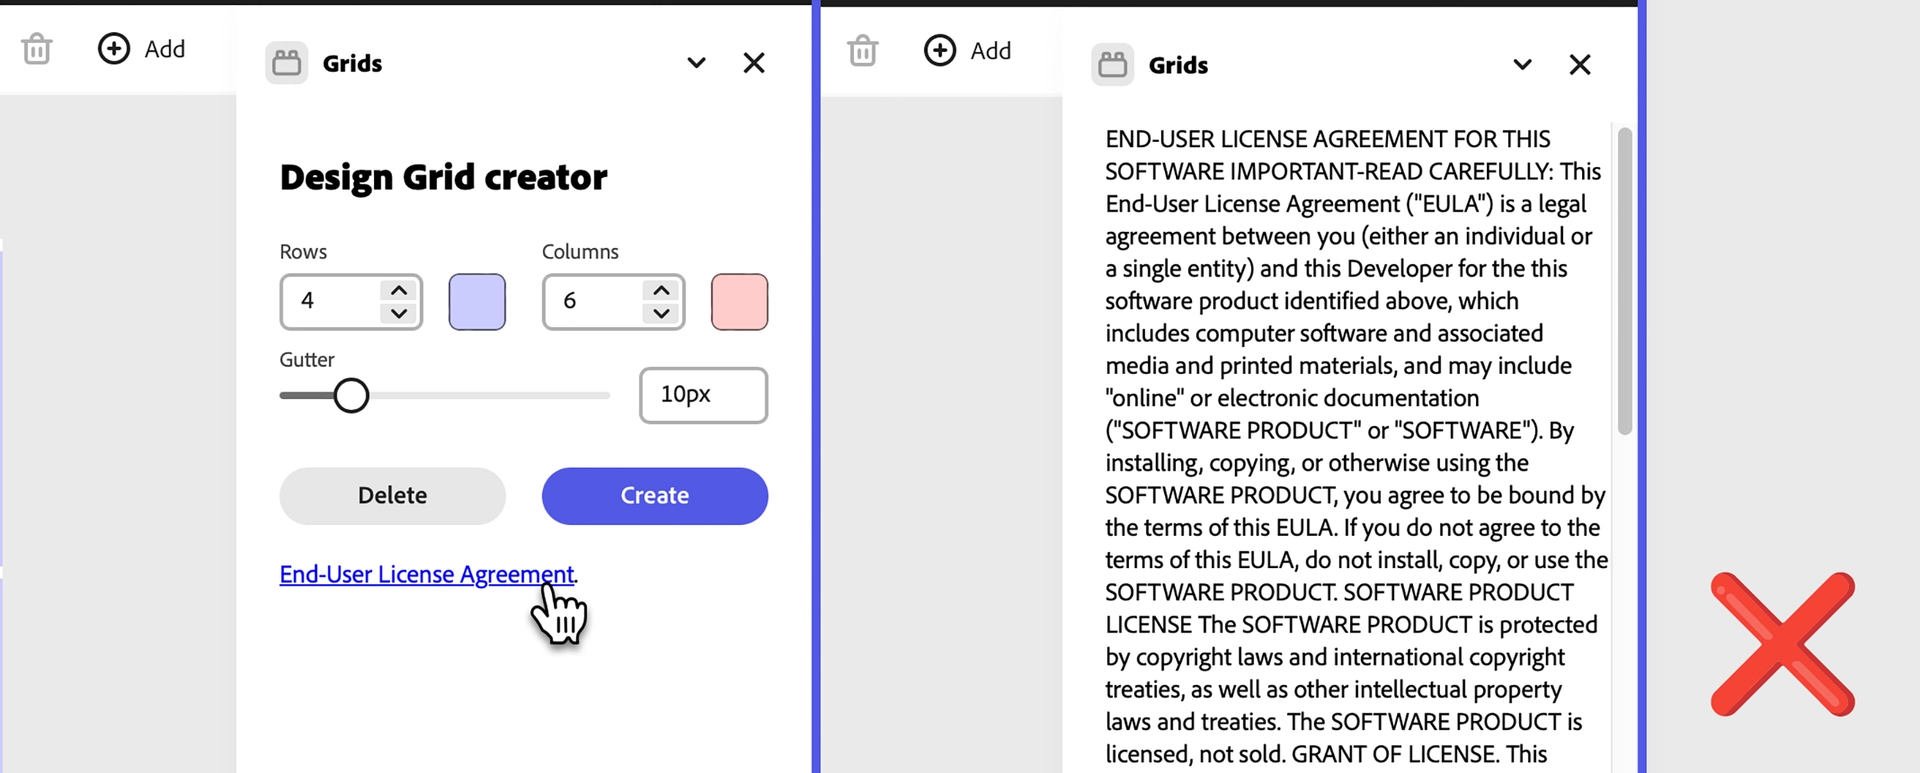 Add
Grids
Design Grid creator
Rows
Columns
4
6
Gutter
10px
Delete
Create
End-User License Agreement.
Add
Grids
END-USER LICENSE AGREEMENT FOR THIS
SOFTWARE IMPORTANT-READ CAREFULLY: This
End-User License Agreement ("EULA") is a legal
agreement between you (either an individual or
a single entity) and this Developer for the this
software product identified above, which
includes computer software and associated
media and printed materials, and may include
"online" or electronic documentation
("SOFTWARE PRODUCT" or "SOFTWARE"). By
installing, copying, or otherwise using the
SOFTWARE PRODUCT, you agree to be bound by
the terms of this EULA. If you do not agree to the
terms of this EULA, do not install, copy, or use the
SOFTWARE PRODUCT. SOFTWARE PRODUCT
LICENSE The SOFTWARE PRODUCT is protected
by copyright laws and international copyright
treaties, as well as other intellectual property
laws and treaties. The SOFTWARE PRODUCT is
licensed, not sold. GRANT OF LICENSE. This